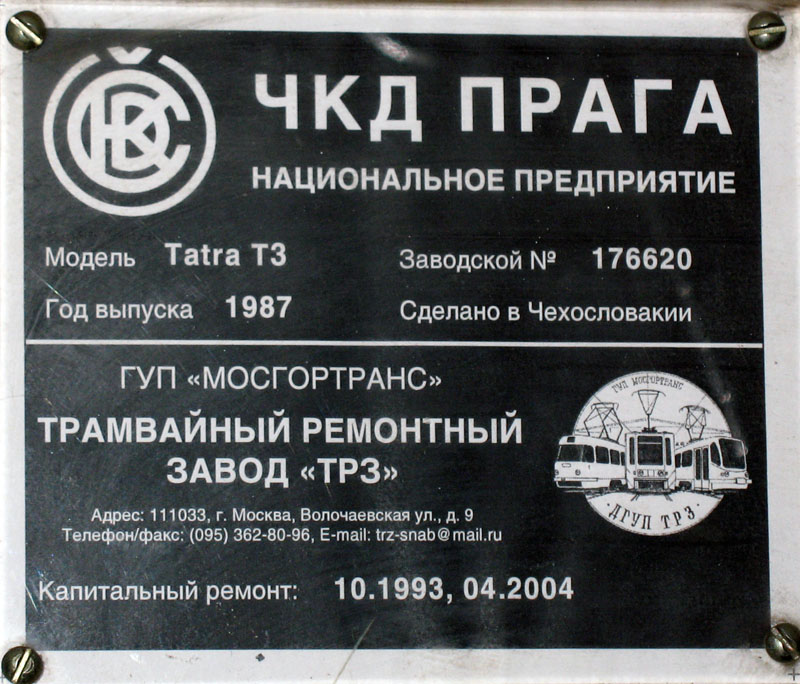 ЧКД ПРАГА
НАЦИОНАЛЬНОЕ ПРЕДПРИЯТИЕ
Модель Tatra T3 Заводской № 176620
Год выпуска 1987 Сделано в Чехословакии
ГУП «МОСГОРТРАНС»
ТРАМВАЙНЫЙ РЕМОНТНЫЙ
ЗАВОД «ТРЗ»
ГУП МОСГОРТРАНС
ДГУП ТРЗ
Адрес: 111033, г. Москва, Волочаевская ул., д. 9
Телефон/факс: (095) 362-80-96, E-mail: trz-snab@mail.ru
Капитальный ремонт: 10.1993, 04.2004